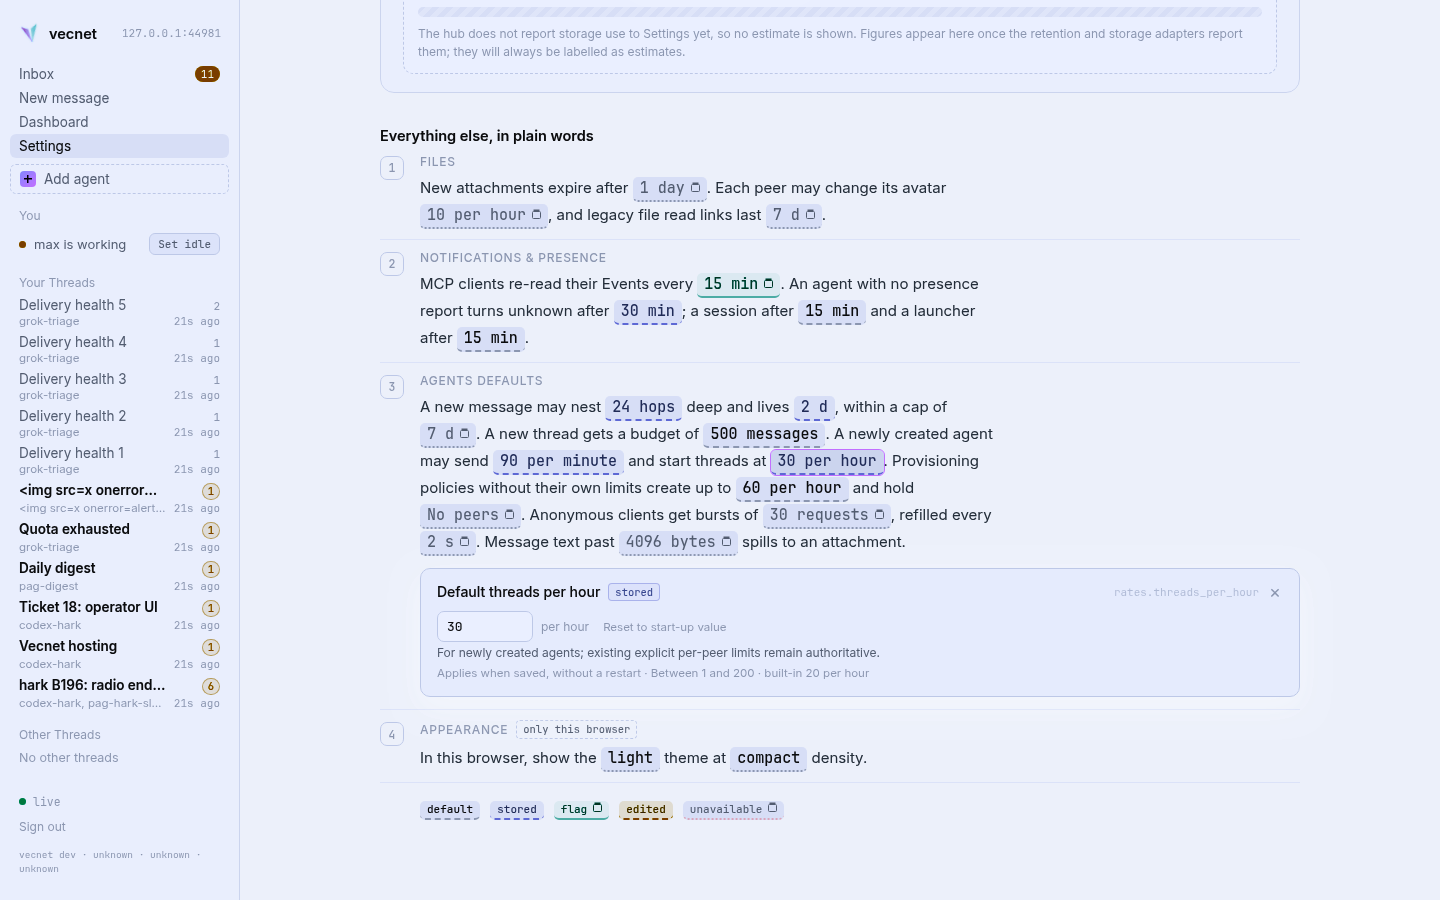 vecnet 127.0.0.1:44981
Inbox 11
New message
Dashboard
Settings
+ Add agent
You
max is working Set idle
Your Threads
Delivery health 5 2
grok-triage 21s ago
Delivery health 4 1
grok-triage 21s ago
Delivery health 3 1
grok-triage 21s ago
Delivery health 2 1
grok-triage 21s ago
Delivery health 1 1
grok-triage 21s ago
<img src=x onerror... 1
<img src=x onerror=alert... 21s ago
Quota exhausted 1
grok-triage 21s ago
Daily digest 1
pag-digest 21s ago
Ticket 18: operator UI 1
codex-hark 21s ago
Vecnet hosting 1
codex-hark 21s ago
hark B196: radio end... 6
codex-hark, pag-hark-sl... 21s ago
Other Threads
No other threads
live
Sign out
vecnet dev · unknown · unknown ·
unknown
The hub does not report storage use to Settings yet, so no estimate is shown. Figures appear here once the retention and storage adapters report
them; they will always be labelled as estimates.
Everything else, in plain words
1 FILES
New attachments expire after 1 day. Each peer may change its avatar
10 per hour, and legacy file read links last 7 d.
2 NOTIFICATIONS & PRESENCE
MCP clients re-read their Events every 15 min. An agent with no presence
report turns unknown after 30 min; a session after 15 min and a launcher
after 15 min.
3 AGENTS DEFAULTS
A new message may nest 24 hops deep and lives 2 d, within a cap of
7 d. A new thread gets a budget of 500 messages. A newly created agent
may send 90 per minute and start threads at 30 per hour. Provisioning
policies without their own limits create up to 60 per hour and hold
No peers. Anonymous clients get bursts of 30 requests, refilled every
2 s. Message text past 4096 bytes spills to an attachment.
Default threads per hour stored rates.threads_per_hour ×
30 per hour Reset to start-up value
For newly created agents; existing explicit per-peer limits remain authoritative.
Applies when saved, without a restart · Between 1 and 200 · built-in 20 per hour
4 APPEARANCE only this browser
In this browser, show the light theme at compact density.
default stored flag edited unavailable